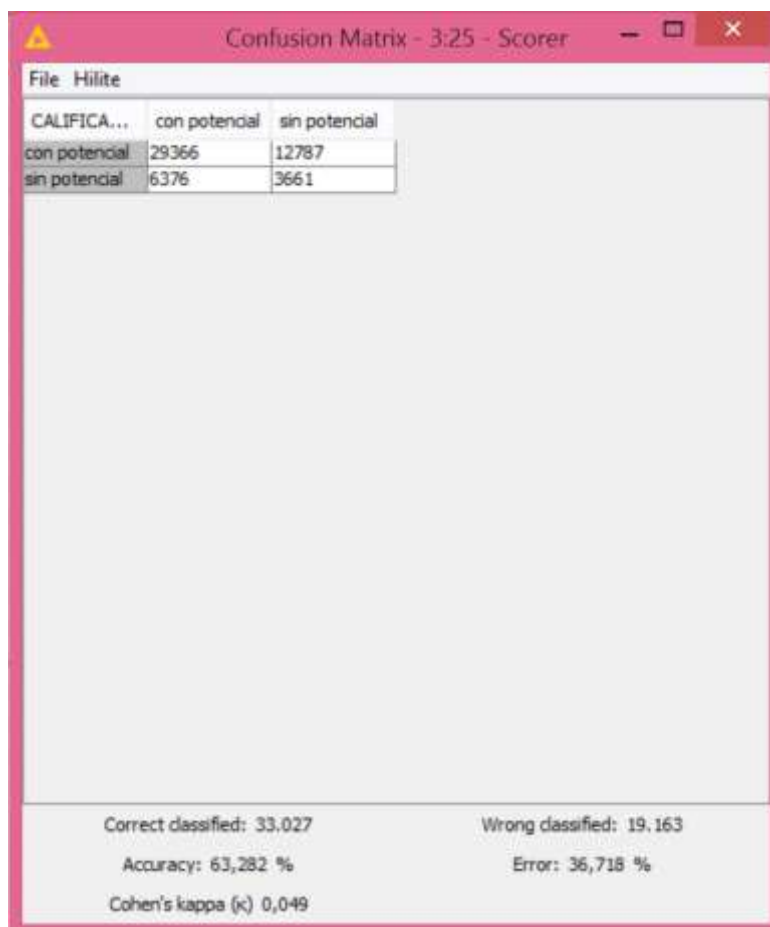 Confusion Matrix - 3:25 - Scorer
File Hilite
CALIFICA... con potencial sin potencial
con potencial 29366 12787
sin potencial 6376 3661
Correct classified: 33.027 Wrong classified: 19.163
Accuracy: 63,282 % Error: 36,718 %
Cohen's kappa (κ) 0,049